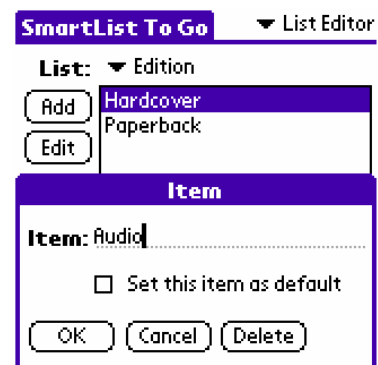 SmartList To Go ▼ List Editor
List: ▼ Edition
Add
Hardcover
Paperback
Edit
Item
Item: Audio
Set this item as default
OK Cancel Delete